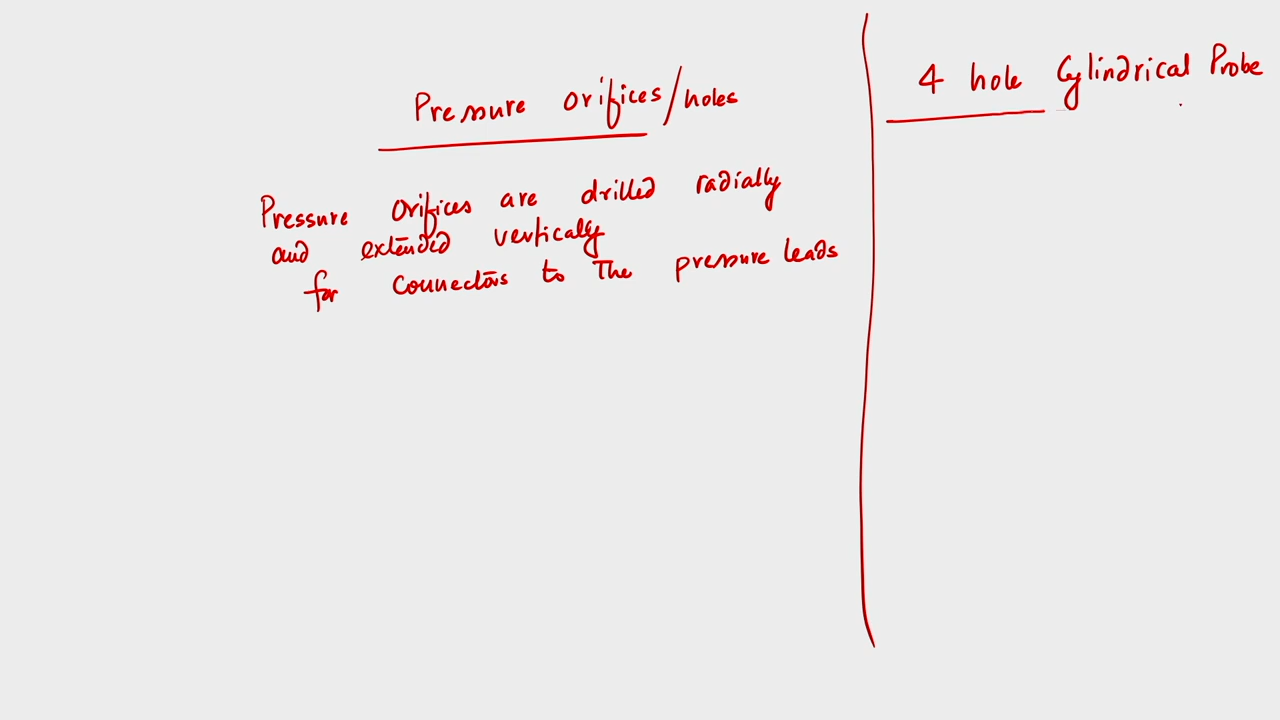 Pressure Orifices/holes
Pressure Orifices are drilled radially
and extended vertically
for Connectors to The pressure leads
4 hole Cylindrical Probe